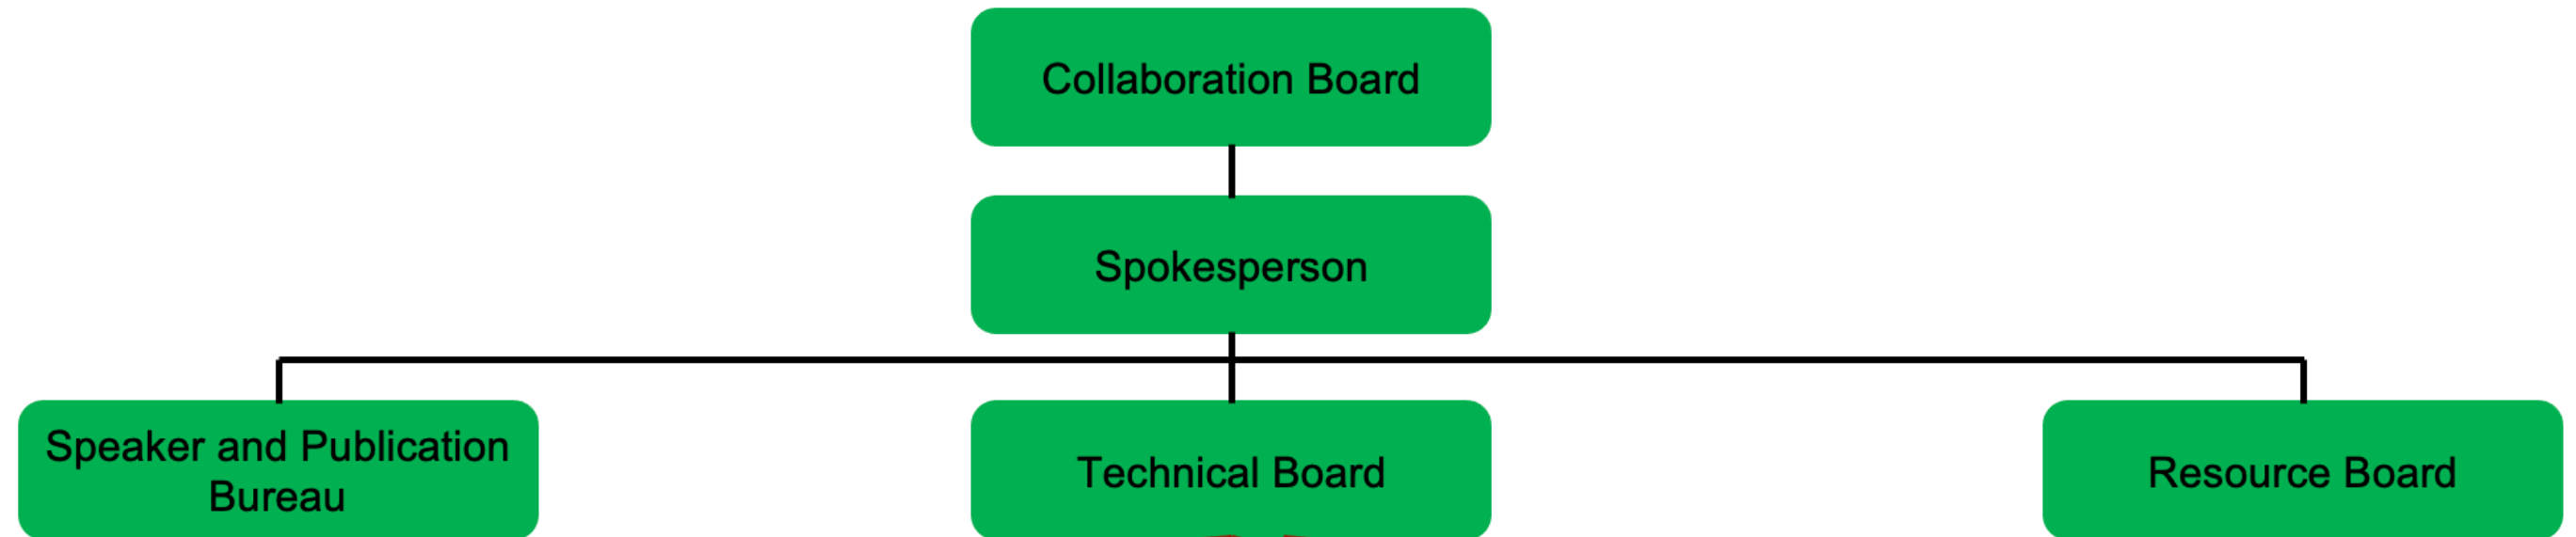 Collaboration Board
Spokesperson
Speaker and Publication
Bureau
Technical Board
Resource Board